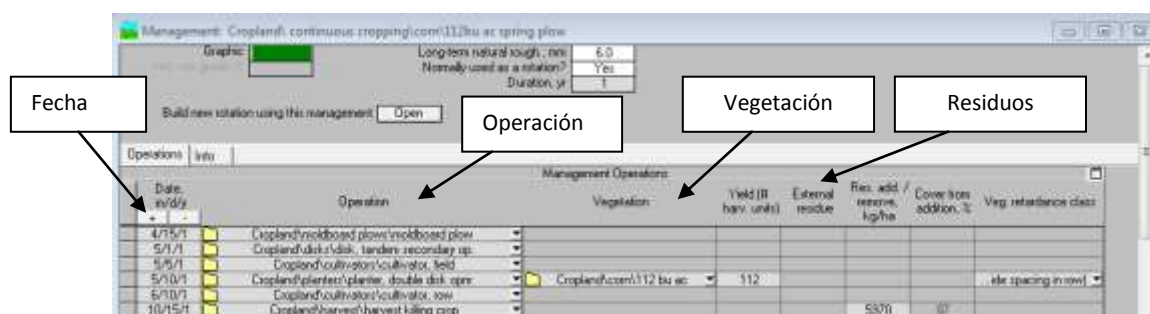 Management: Cropland\ continuous cropping\corn\112bu ac spring plow
Graphic
Long-term natural rough., mm 6.0
Normally used as a rotation? Yes
Duration, yr 1
Fecha
Vegetación
Residuos
Build new rotation using this management Open
Operación
Operations Info
Management Operations
Date, m/d/y
Operation
Vegetation
Yield (# harv. units)
External residue
Res. add. / remove, kg/ha
Cover from addition, %
Veg. retardance class
+ -
4/15/1 Cropland\moldboard plows\moldboard plow
5/1/1 Cropland\disks\disk, tandem secondary op.
5/5/1 Cropland\cultivators\cultivator, field
5/10/1 Cropland\planters\planter, double disk opnr Cropland\corn\112 bu ac 112 ide spacing in row)
6/10/1 Cropland\cultivators\cultivator, row
10/15/1 Cropland\harvest\harvest killing crop 5970